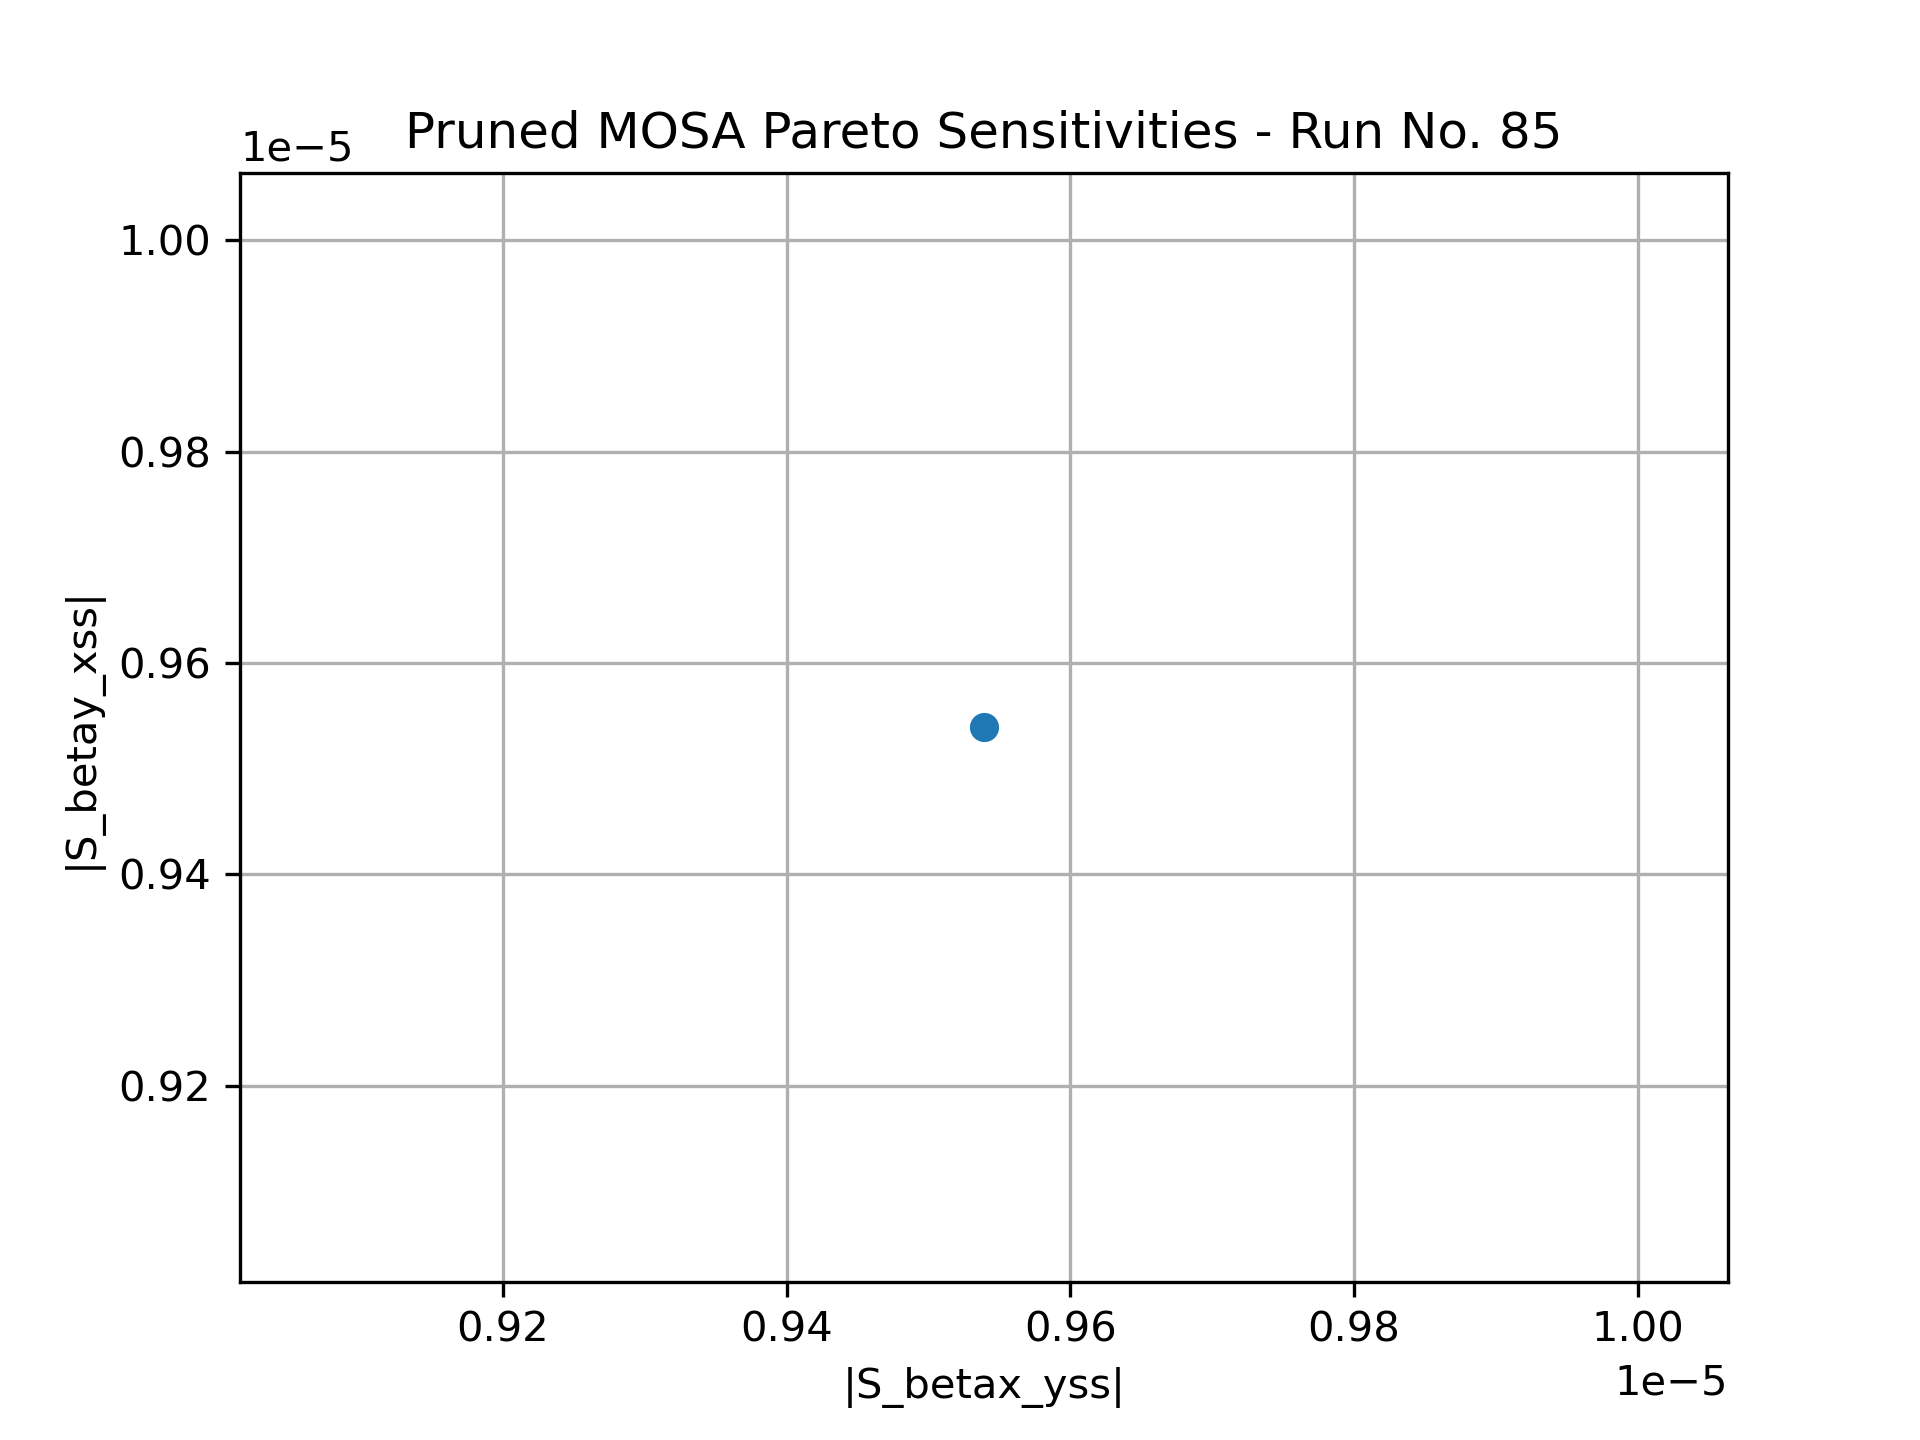 Pruned MOSA Pareto Sensitivities - Run No. 85
1e−5
1.00
0.98
0.96
0.94
0.92
|S_betay_xss|
0.92 0.94 0.96 0.98 1.00
|S_betax_yss|
1e−5